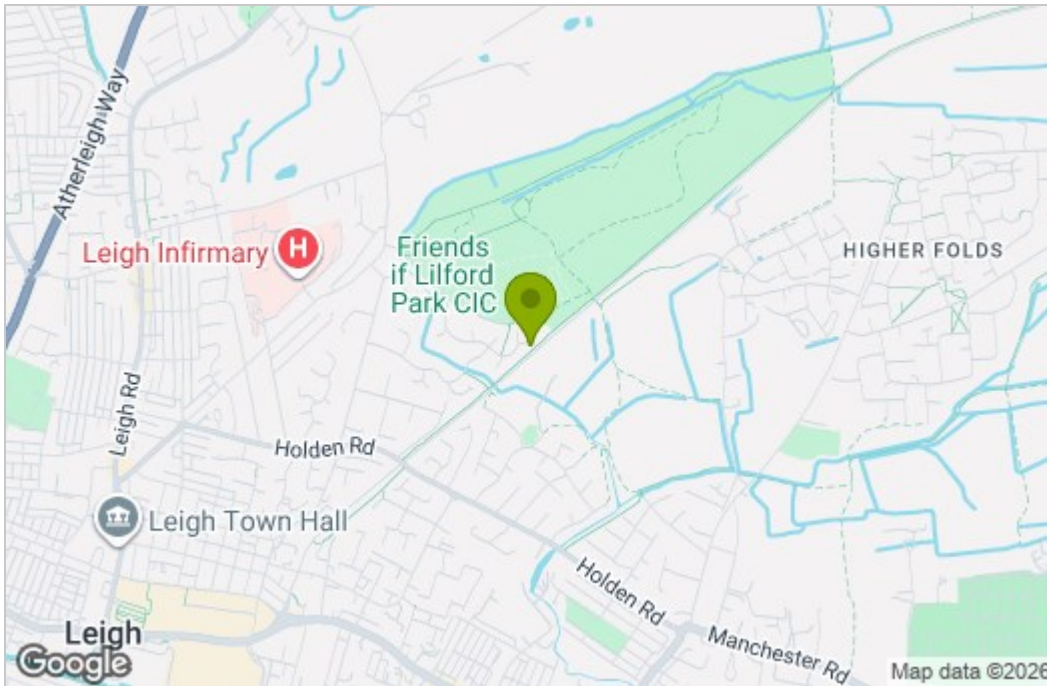 Atherleigh Way
Leigh Infirmary
H
Friends
if Lilford
Park CIC
HIGHER FOLDS
Leigh Rd
Holden Rd
Leigh Town Hall
Holden Rd
Manchester Rd
Leigh
Google
Map data ©2026